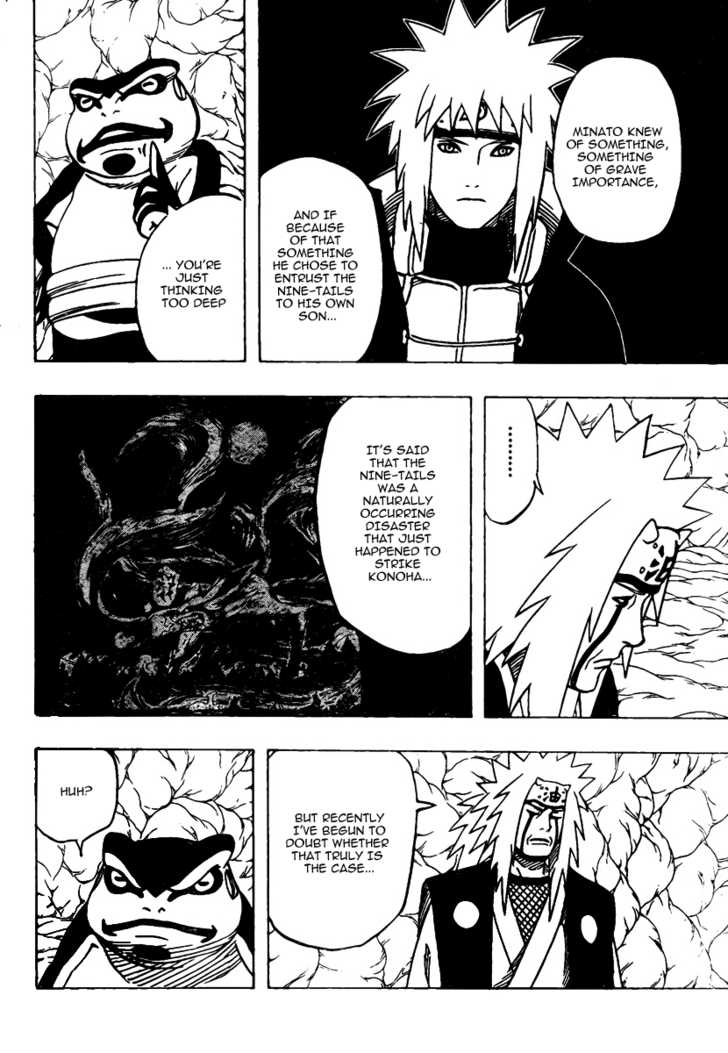 MINATO KNEW
OF SOMETHING,
SOMETHING
OF GRAVE
IMPORTANCE,
AND IF
BECAUSE
OF THAT
SOMETHING
HE CHOSE TO
ENTRUST THE
NINE-TAILS
TO HIS OWN
SON...
... YOU'RE
JUST
THINKING
TOO DEEP
.........
IT'S SAID
THAT THE
NINE-TAILS
WAS A
NATURALLY
OCCURRING
DISASTER
THAT JUST
HAPPENED TO
STRIKE
KONOHA...
BUT RECENTLY
I'VE BEGUN TO
DOUBT WHETHER
THAT TRULY IS
THE CASE...
HUH?